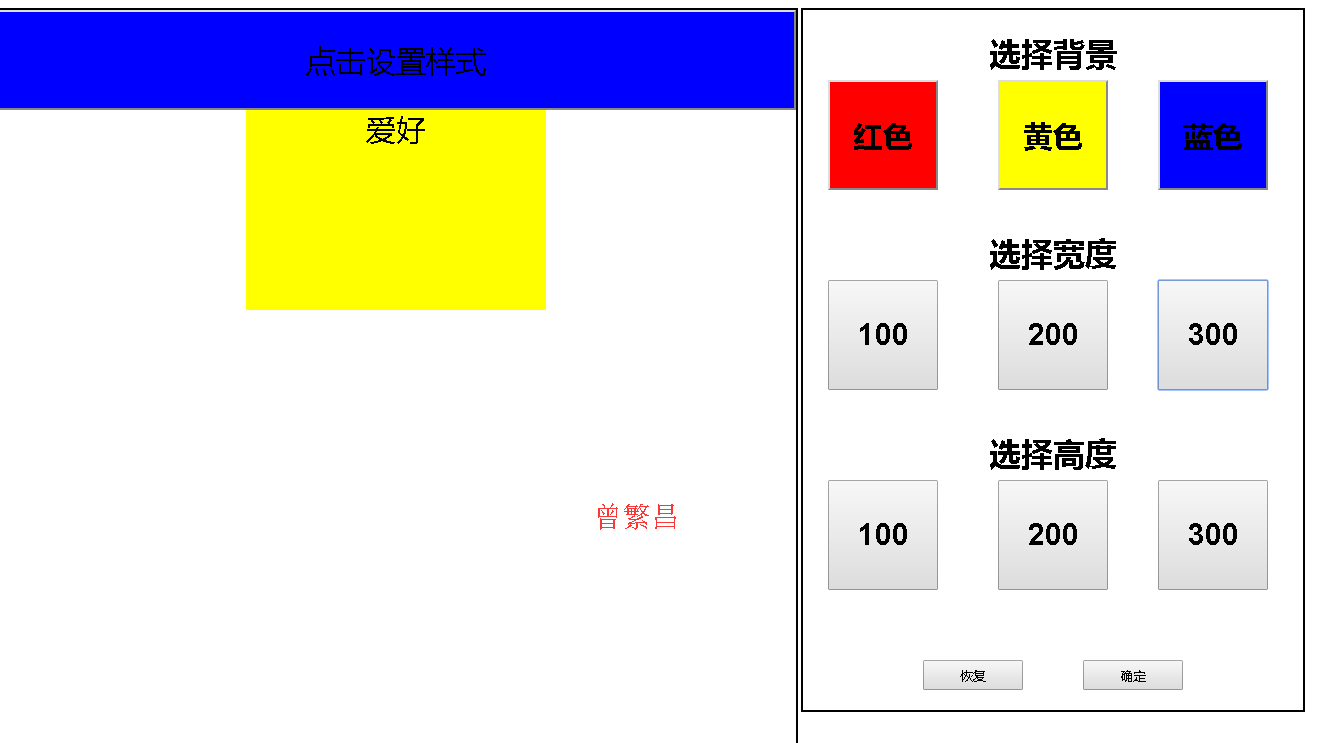 点击设置样式
爱好
曾繁昌
选择背景
红色 黄色 蓝色
选择宽度
100 200 300
选择高度
100 200 300
恢复 确定